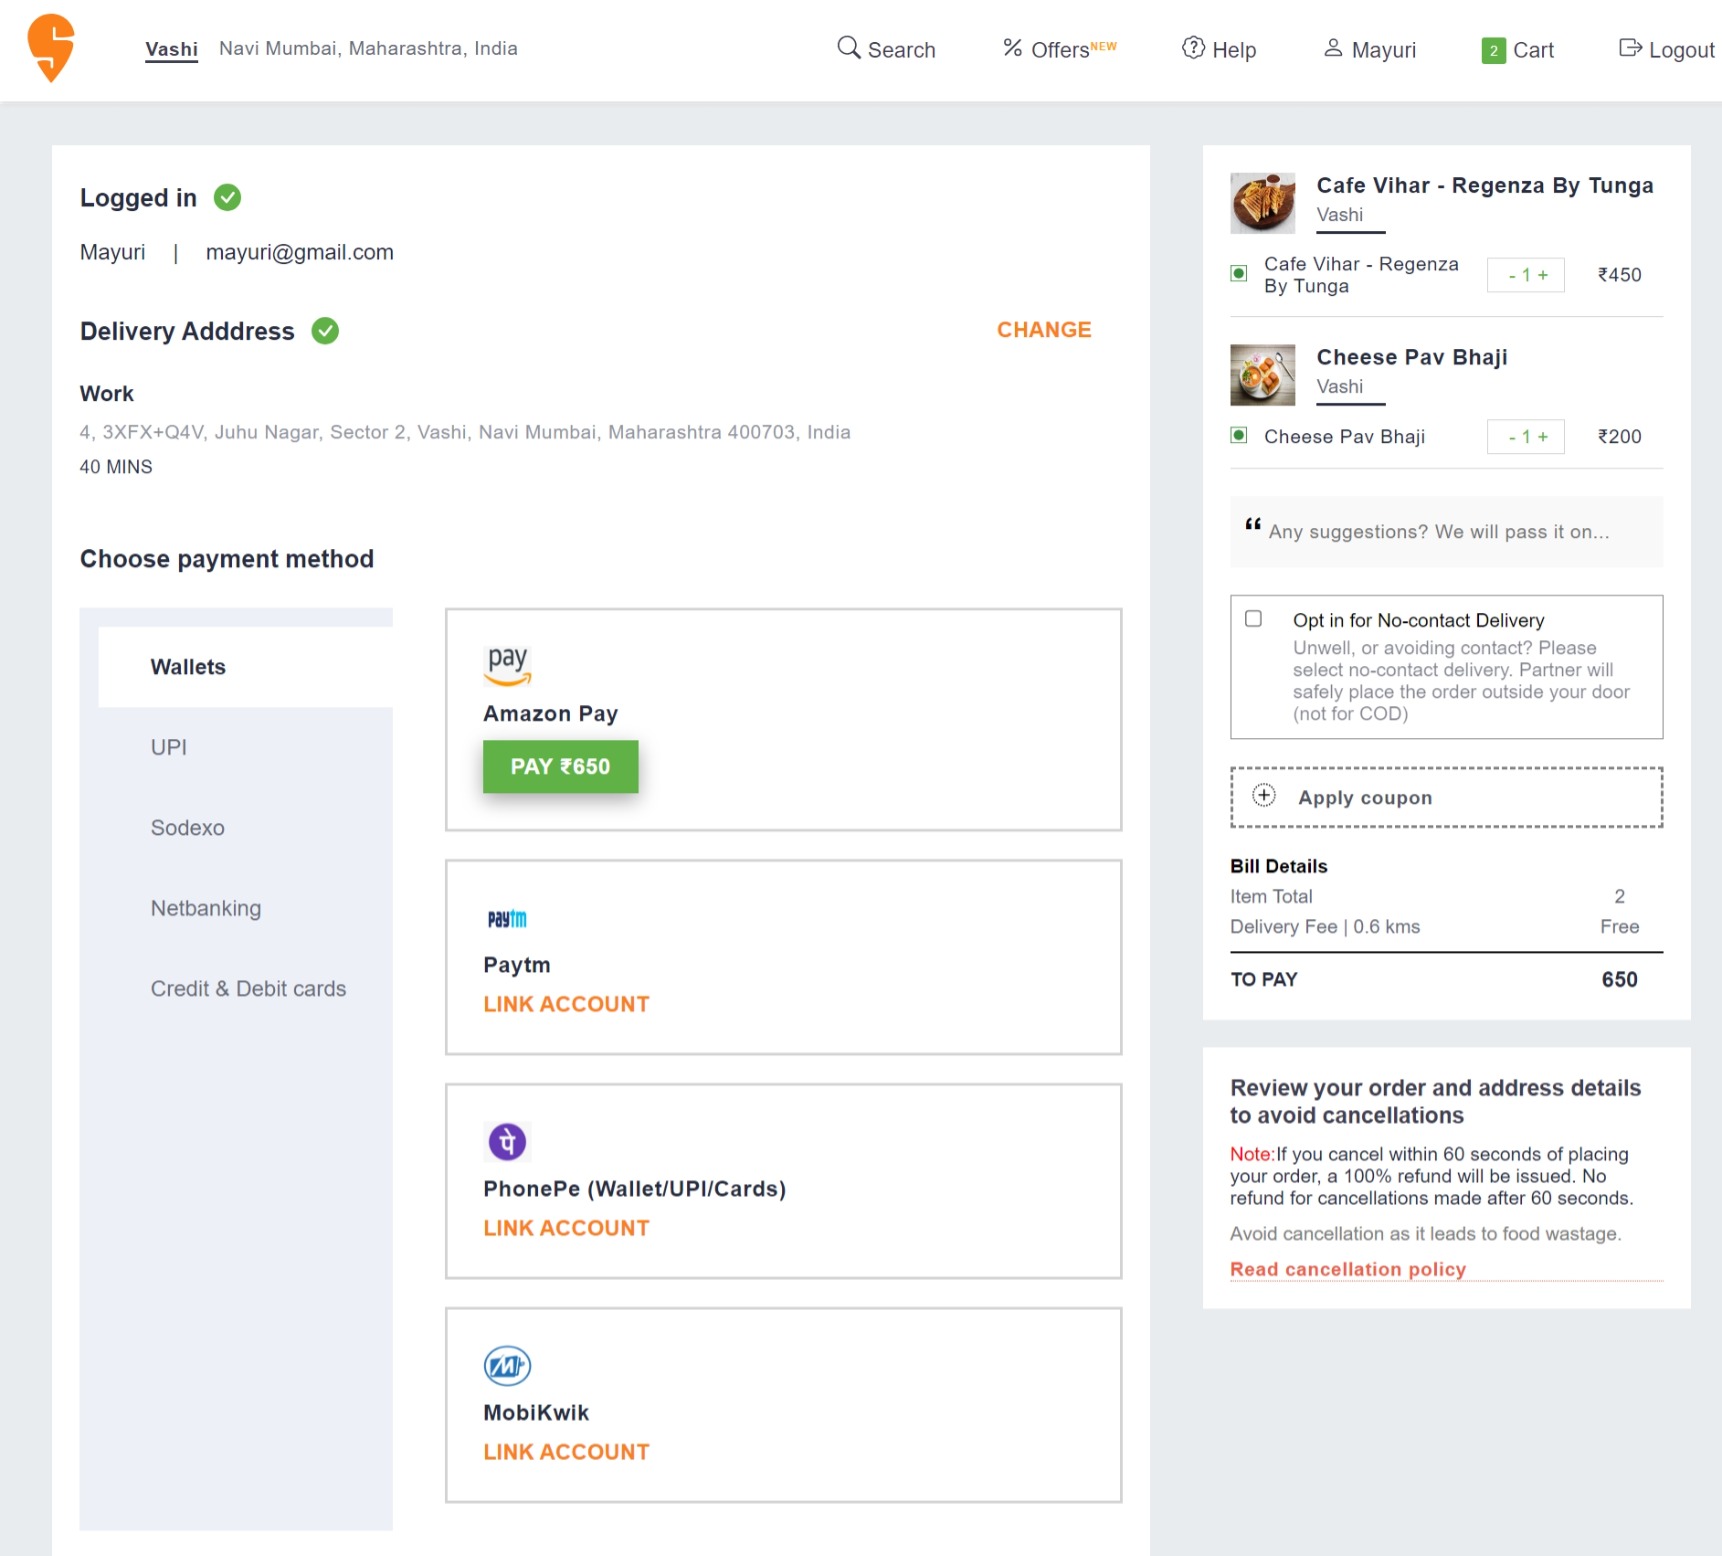 Vashi Navi Mumbai, Maharashtra, India
Search
% Offers NEW
Help
Mayuri
2 Cart
Logout
Logged in
Mayuri | mayuri@gmail.com
Delivery Adddress
CHANGE
Work
4, 3XFX+Q4V, Juhu Nagar, Sector 2, Vashi, Navi Mumbai, Maharashtra 400703, India
40 MINS
Choose payment method
Wallets
UPI
Sodexo
Netbanking
Credit & Debit cards
pay
Amazon Pay
PAY ₹650
paytm
Paytm
LINK ACCOUNT
पे
PhonePe (Wallet/UPI/Cards)
LINK ACCOUNT
MobiKwik
LINK ACCOUNT
Cafe Vihar - Regenza By Tunga
Vashi
Cafe Vihar - Regenza
By Tunga
- 1 +
₹450
Cheese Pav Bhaji
Vashi
Cheese Pav Bhaji
- 1 +
₹200
“ Any suggestions? We will pass it on...
Opt in for No-contact Delivery
Unwell, or avoiding contact? Please
select no-contact delivery. Partner will
safely place the order outside your door
(not for COD)
Apply coupon
Bill Details
Item Total 2
Delivery Fee | 0.6 kms Free
TO PAY 650
Review your order and address details
to avoid cancellations
Note:If you cancel within 60 seconds of placing
your order, a 100% refund will be issued. No
refund for cancellations made after 60 seconds.
Avoid cancellation as it leads to food wastage.
Read cancellation policy